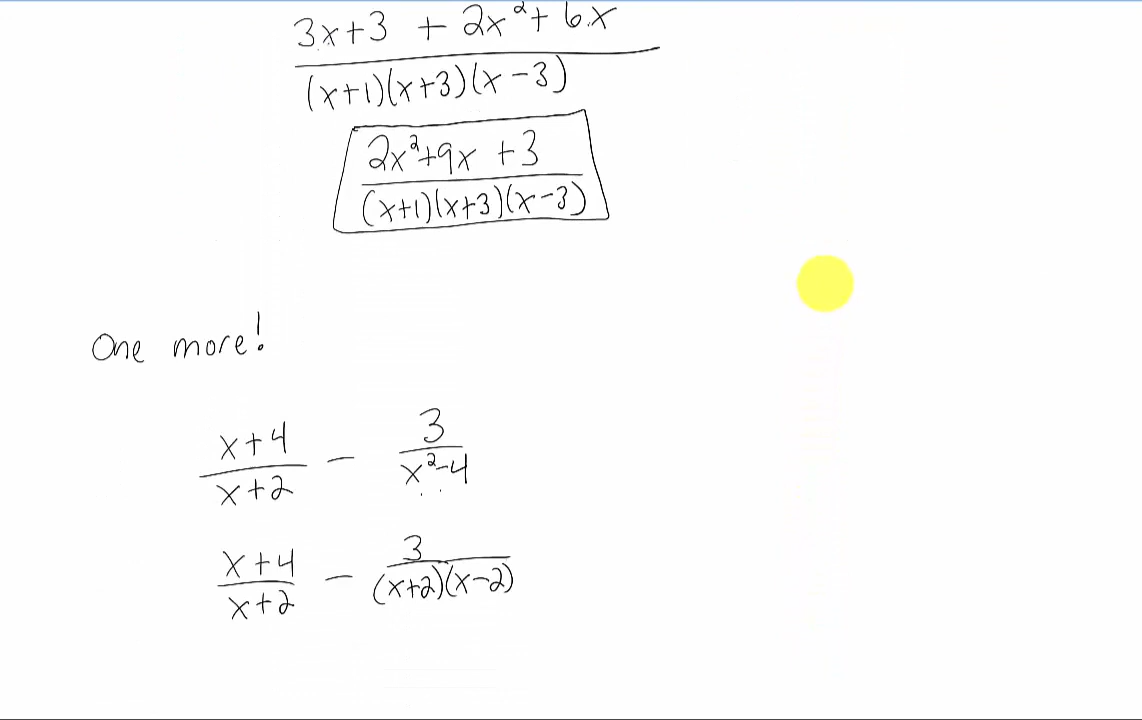 3x+3 + 2x²+ 6x
(x+1)(x+3)(x-3)
2x²+9x +3
(x+1)(x+3)(x-3)
One more!
x+4 - 3
x+2 x²-4
x+4 - 3
x+2 (x+2)(x-2)